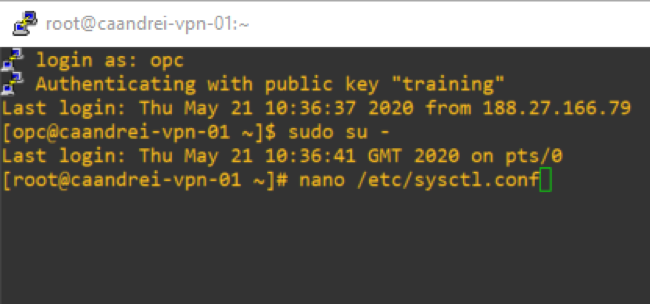 root@caandrei-vpn-01:~
login as: opc
Authenticating with public key "training"
Last login: Thu May 21 10:36:37 2020 from 188.27.166.79
[opc@caandrei-vpn-01 ~]$ sudo su -
Last login: Thu May 21 10:36:41 GMT 2020 on pts/0
[root@caandrei-vpn-01 ~]# nano /etc/sysctl.conf